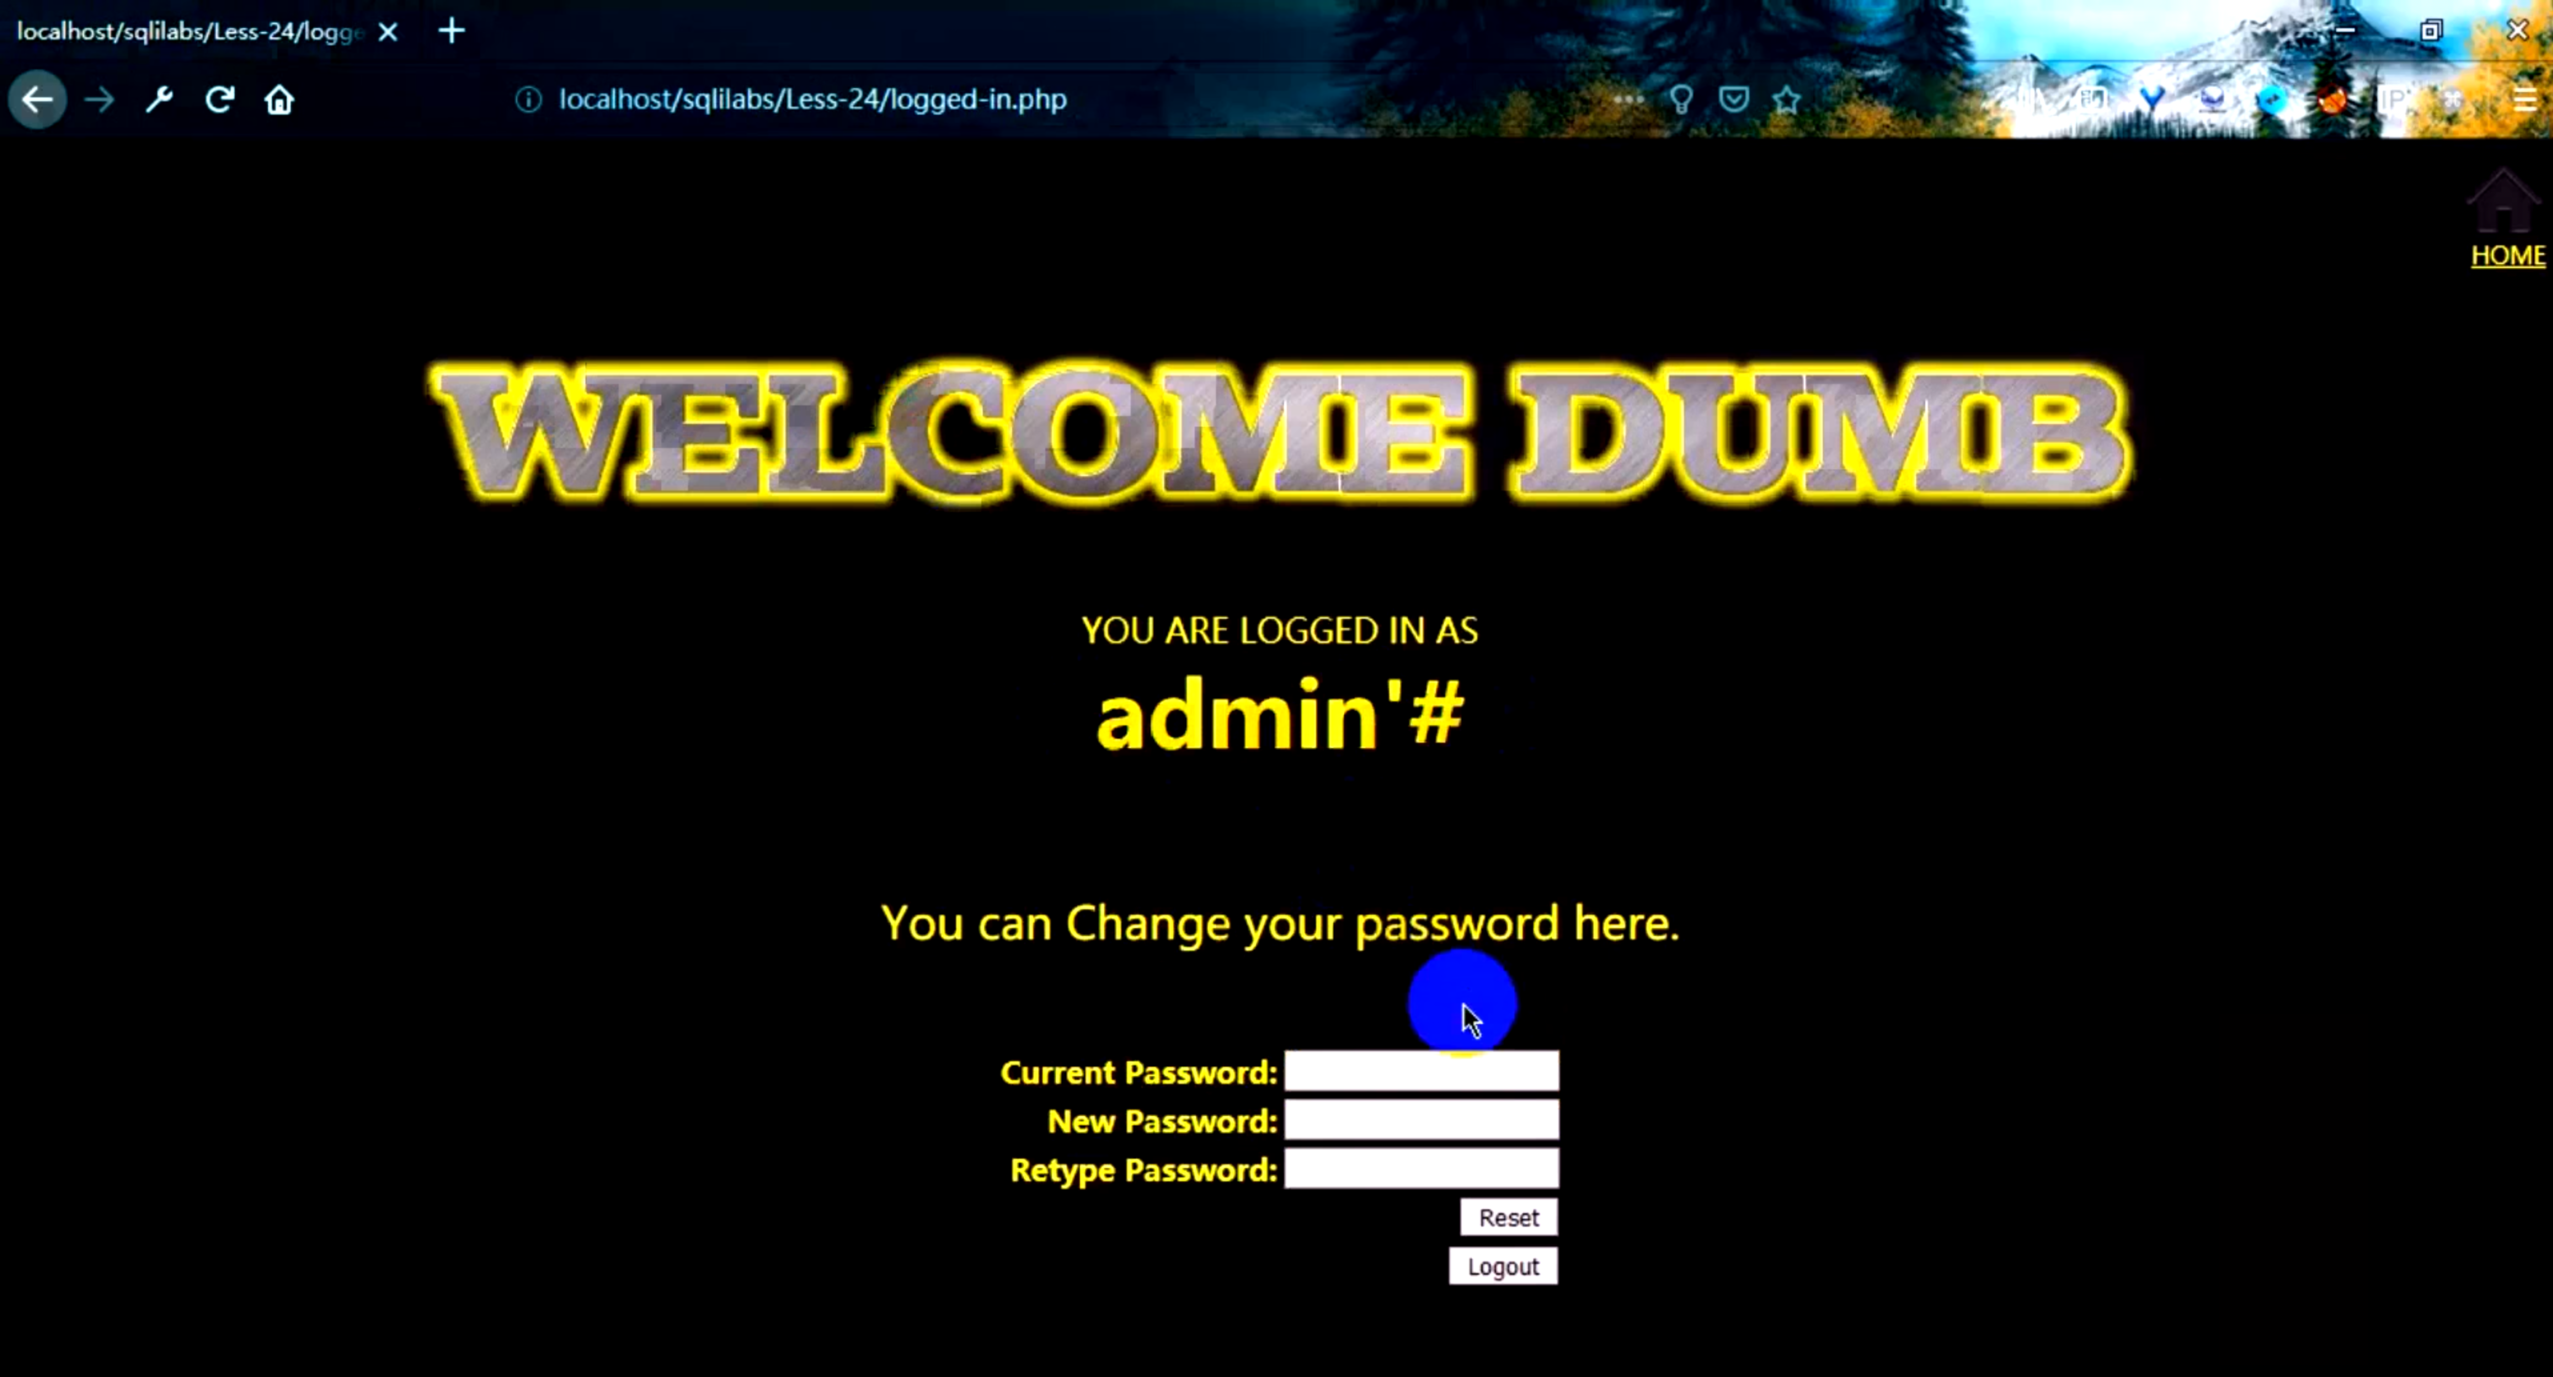 localhost/sqlilabs/Less-24/logge
localhost/sqlilabs/Less-24/logged-in.php
HOME
WELCOME DUMB
YOU ARE LOGGED IN AS
admin'#
You can Change your password here.
Current Password:
New Password:
Retype Password:
Reset
Logout